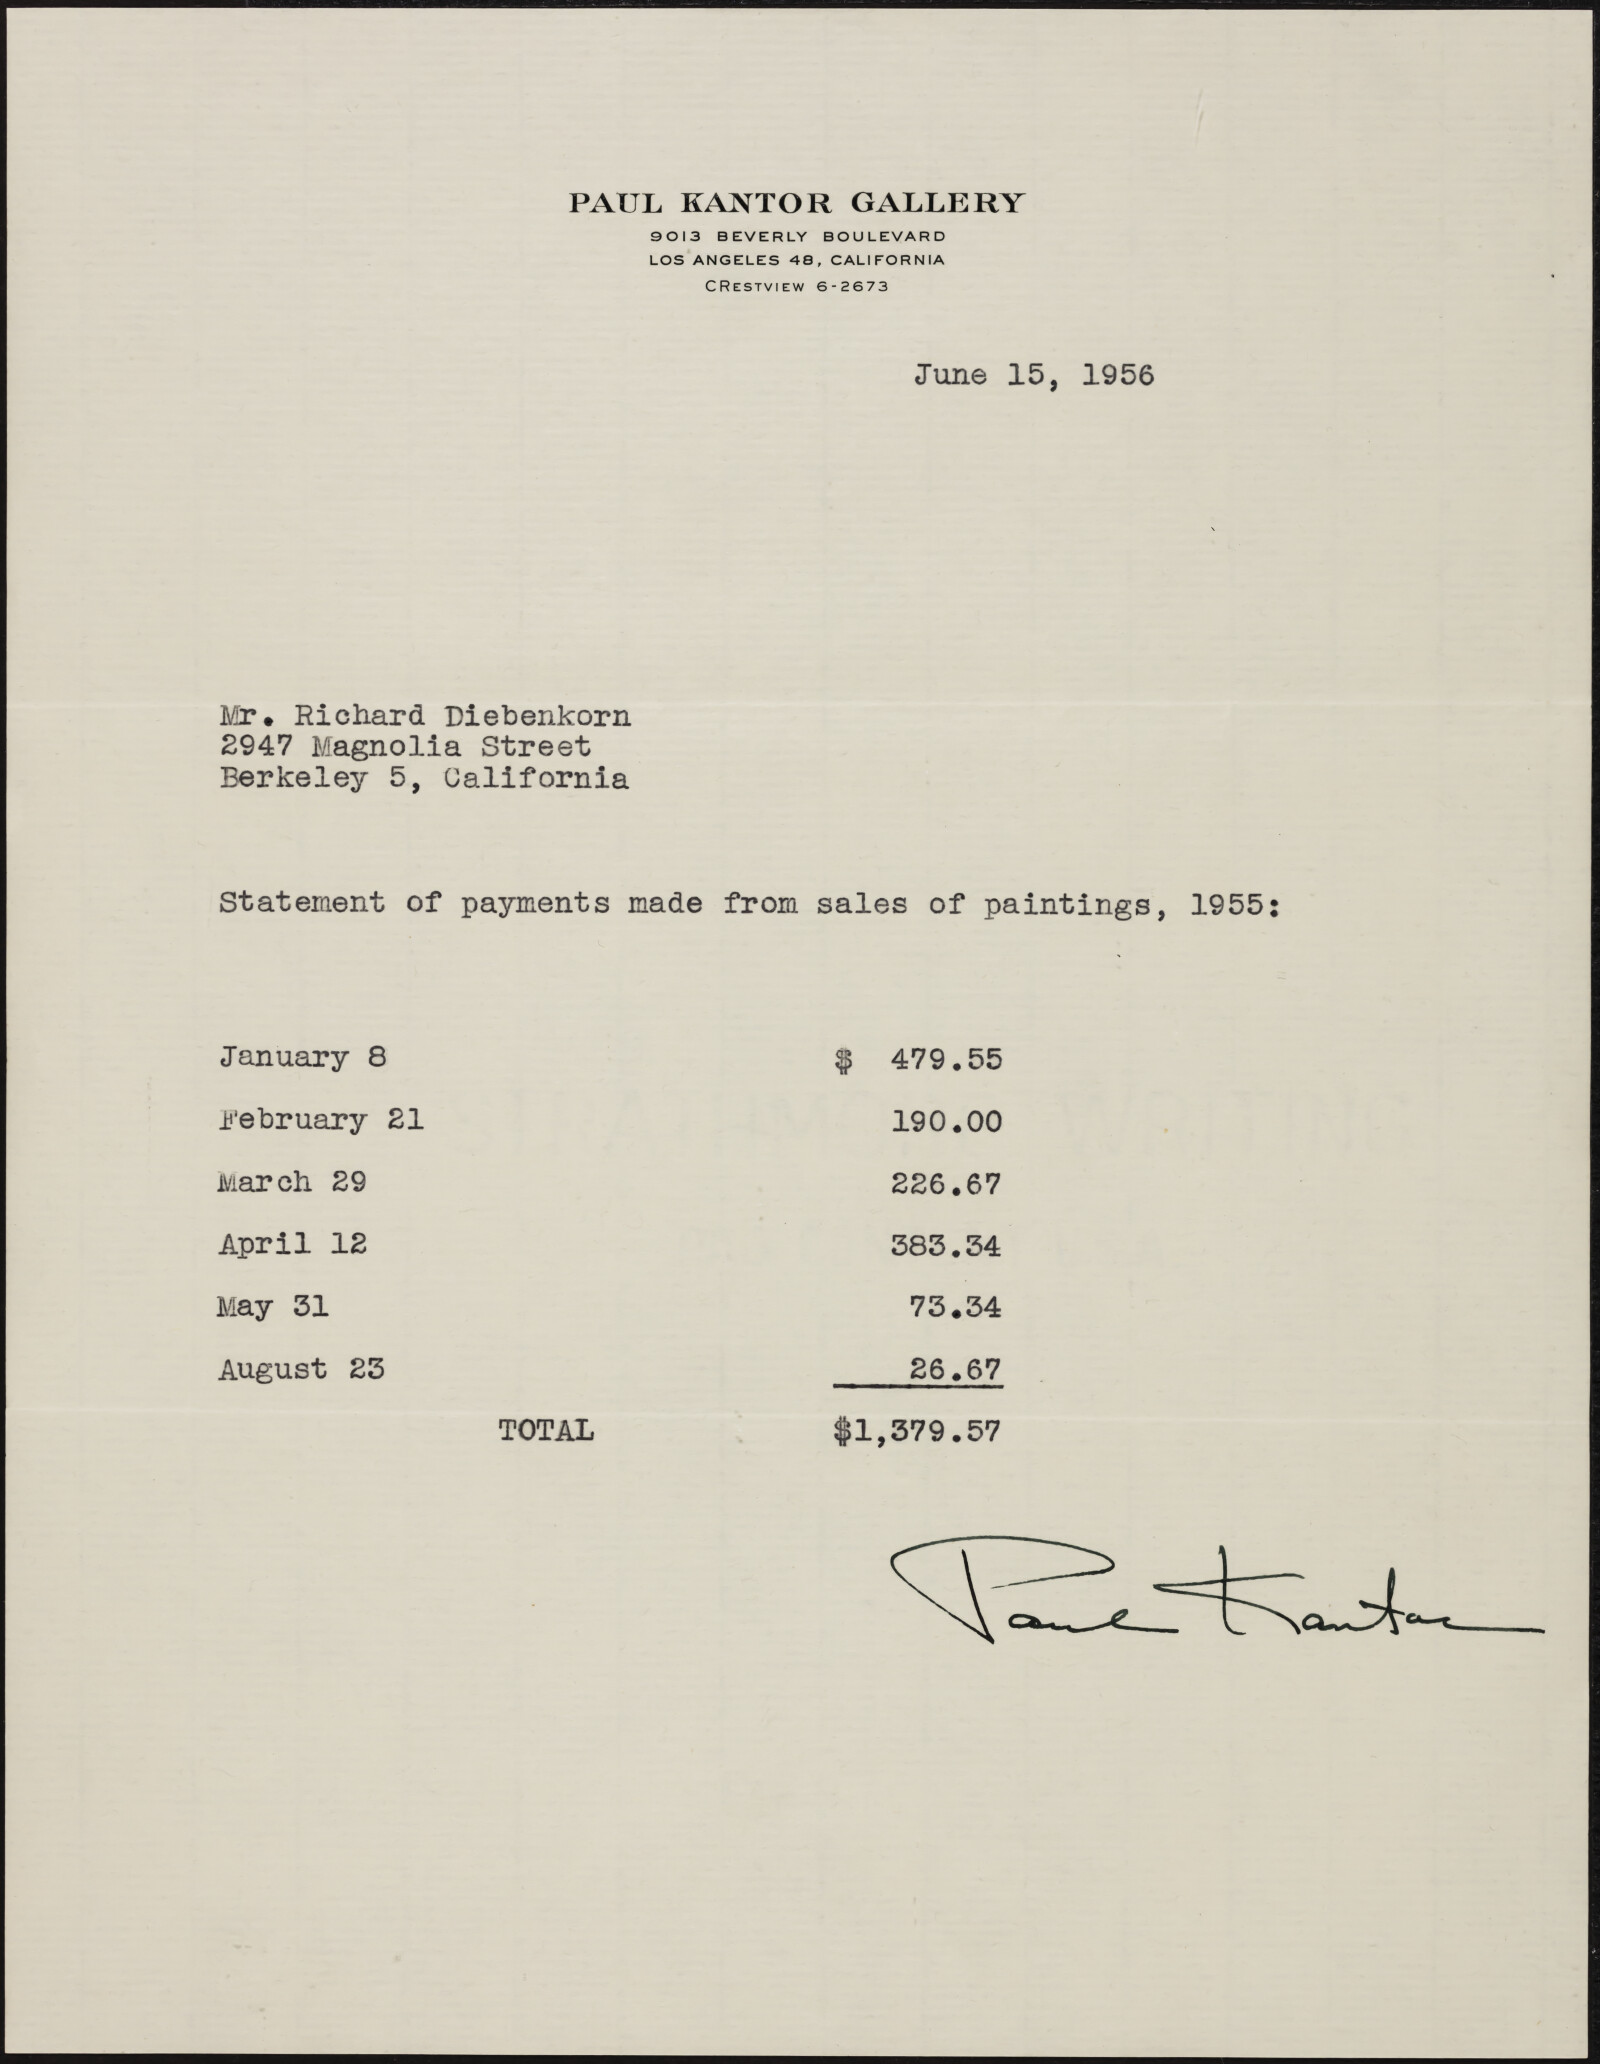 PAUL KANTOR GALLERY
9013 BEVERLY BOULEVARD
LOS ANGELES 48, CALIFORNIA
CRESTVIEW 6-2673
June 15, 1956
Mr. Richard Diebenkorn
2947 Magnolia Street
Berkeley 5, California
Statement of payments made from sales of paintings, 1955:
January 8 $ 479.55
February 21 190.00
March 29 226.67
April 12 383.34
May 31 73.34
August 23 26.67
TOTAL $1,379.57
Paul Kantor